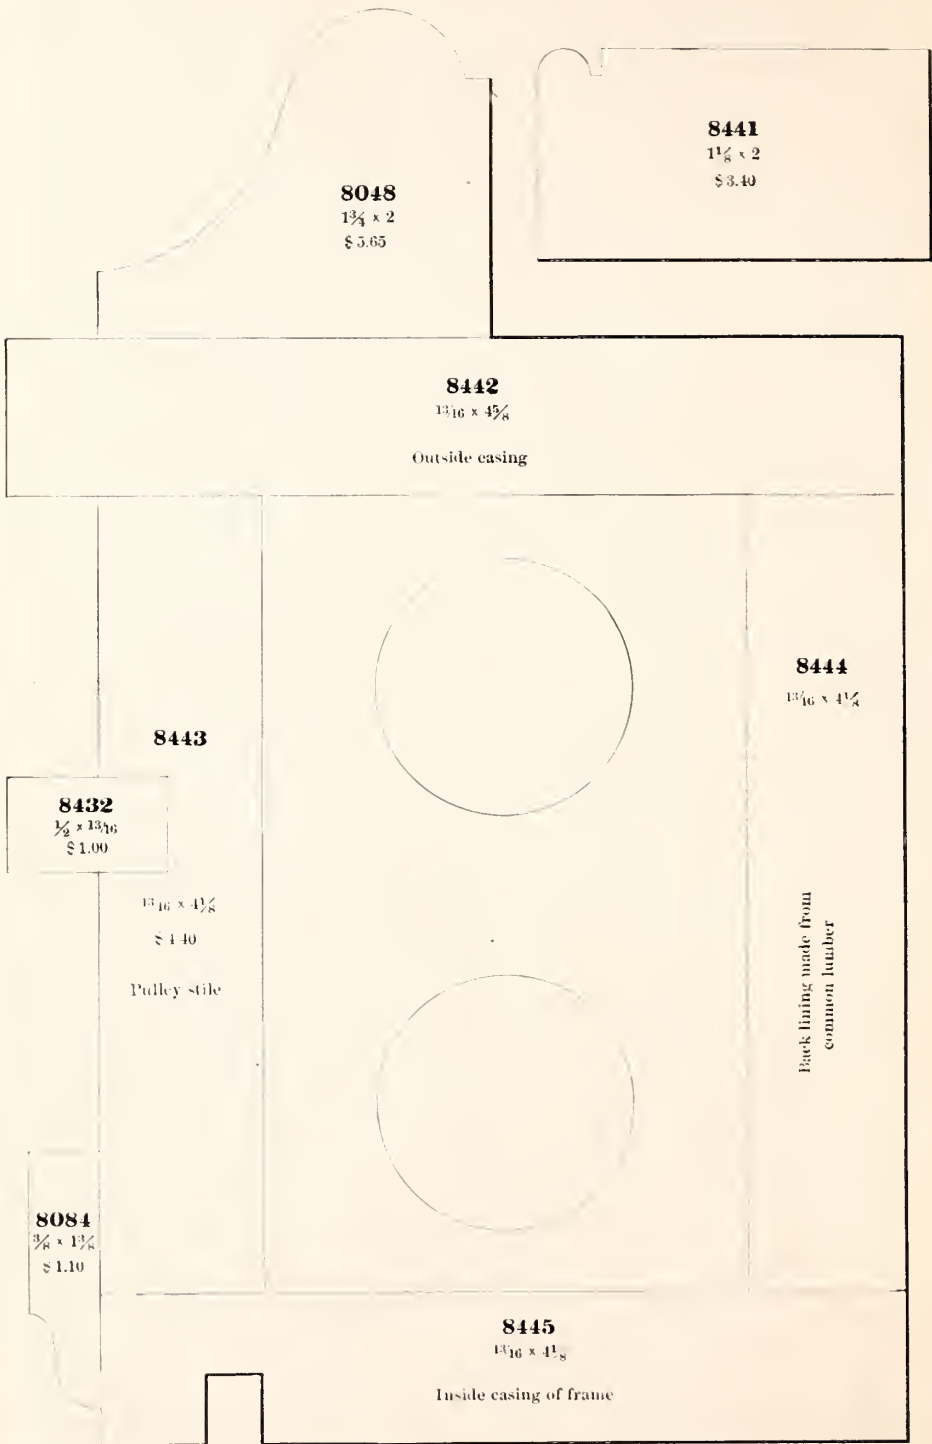 8441
1⅛ x 2
$3.40
8048
1¾ x 2
$5.65
8442
13/16 x 4⅝
Outside casing
8444
13/16 x 4⅛
8443
8432
½ x 13/16
$1.00
13/16 x 4⅛
$4.40
Pulley stile
Back lining made from
common lumber
8084
⅜ x 1⅜
$1.10
8445
13/16 x 4⅛
Inside casing of frame